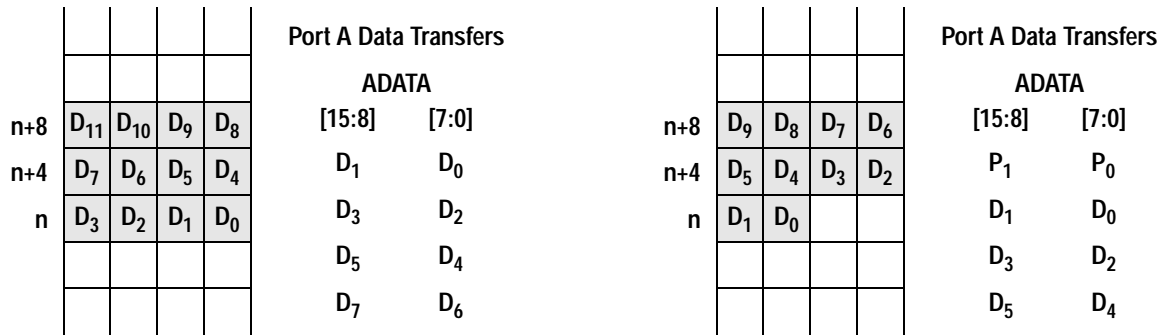 Port A Data Transfers
ADATA
[15:8] [7:0]
n+8 D11 D10 D9 D8
n+4 D7 D6 D5 D4
n D3 D2 D1 D0
D1 D0
D3 D2
D5 D4
D7 D6
Port A Data Transfers
ADATA
[15:8] [7:0]
n+8 D9 D8 D7 D6
n+4 D5 D4 D3 D2
n D1 D0
P1 P0
D1 D0
D3 D2
D5 D4